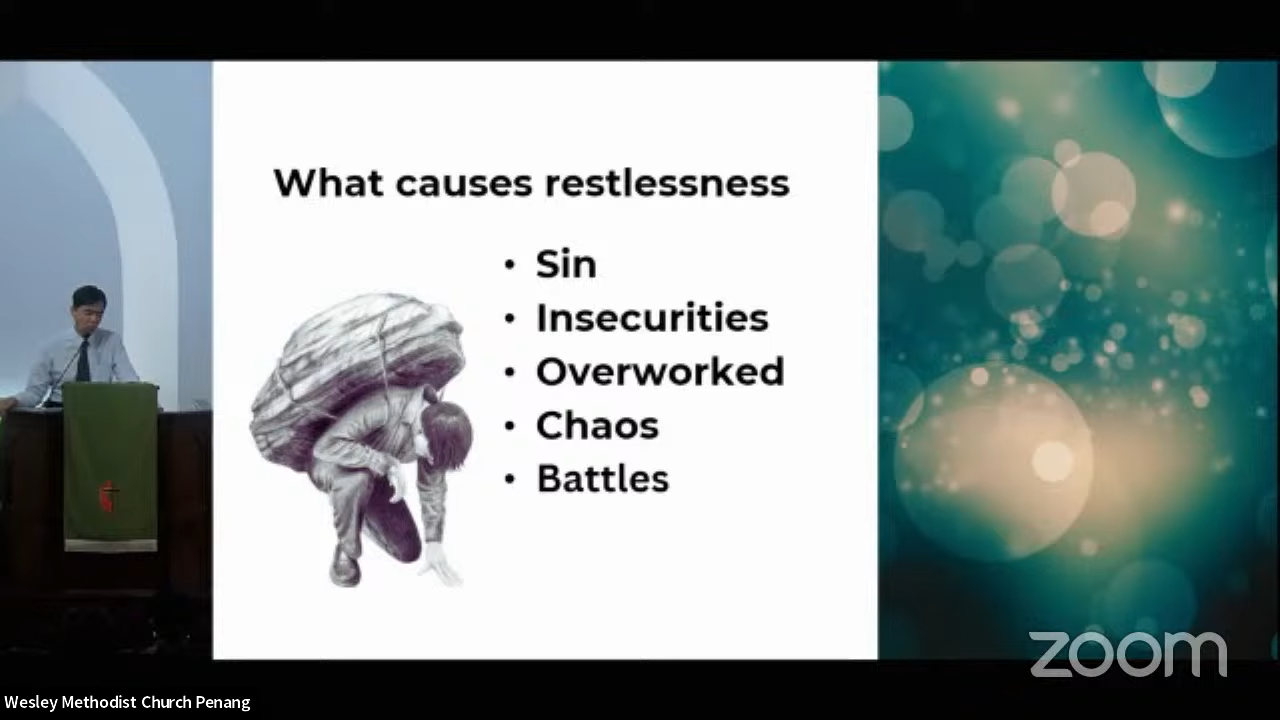 What causes restlessness
• Sin
• Insecurities
• Overworked
• Chaos
• Battles
zoom
Wesley Methodist Church Penang